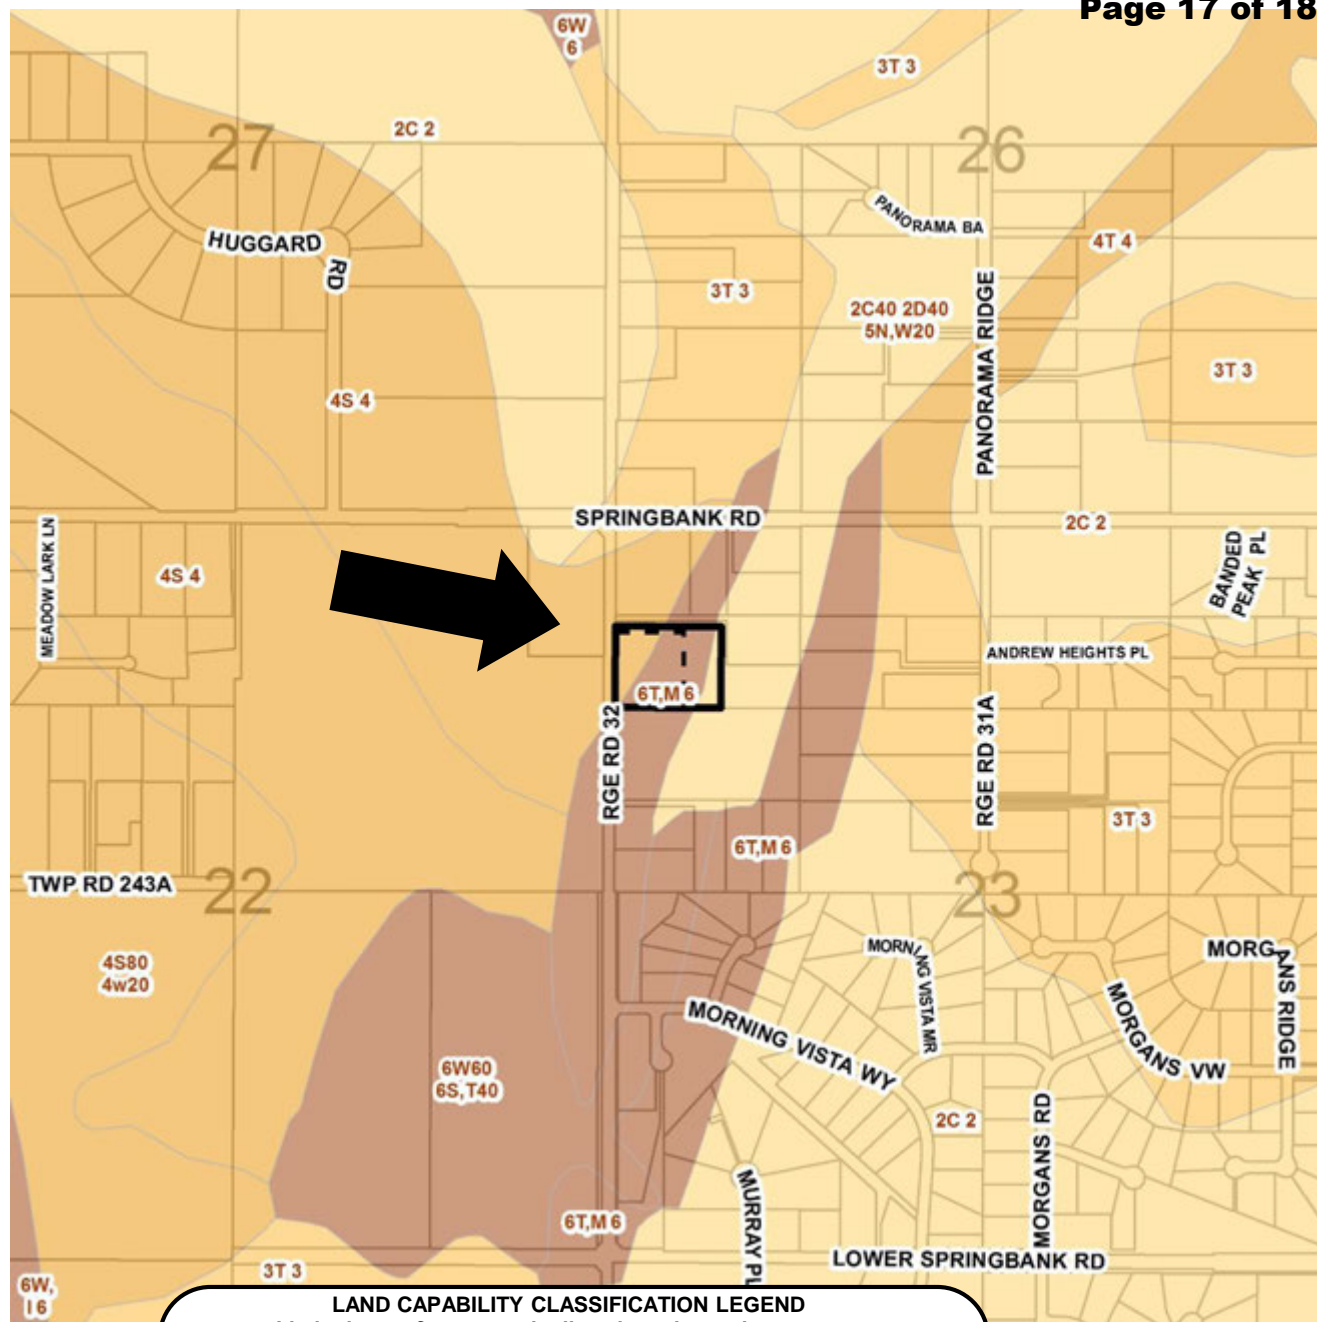 Page 17 of 18
6W
6
3T 3
2C 2
27
26
HUGGARD
RD
PANORAMA BA
4T 4
3T 3
2C40 2D40
5N,W20
PANORAMA RIDGE
3T 3
4S 4
SPRINGBANK RD
2C 2
MEADOW LARK LN
4S 4
BANDED
PEAK PL
ANDREW HEIGHTS PL
6T,M 6
RGE RD 32
RGE RD 31A
3T 3
6T,M 6
TWP RD 243A
22
23
4S80
4w20
MORNING VISTA MR
MORGANS RIDGE
MORGANS VW
MORNING VISTA WY
6W60
6S,T40
2C 2
MORGANS RD
MURRAY PL
6T,M 6
LOWER SPRINGBANK RD
3T 3
6W,
I 6
LAND CAPABILITY CLASSIFICATION LEGEND